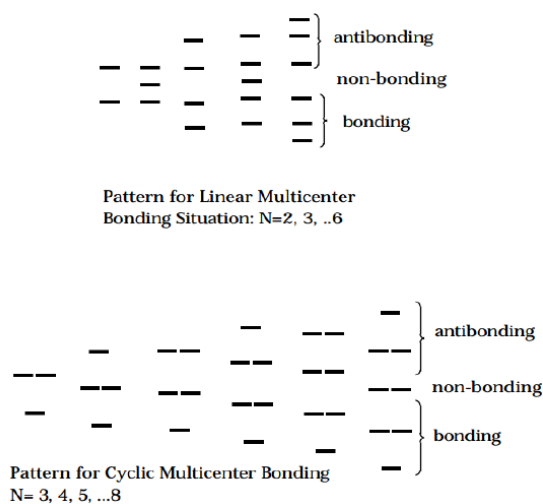 antibonding
non-bonding
bonding
Pattern for Linear Multicenter
Bonding Situation: N=2, 3, ..6
antibonding
non-bonding
bonding
Pattern for Cyclic Multicenter Bonding
N= 3, 4, 5, ...8